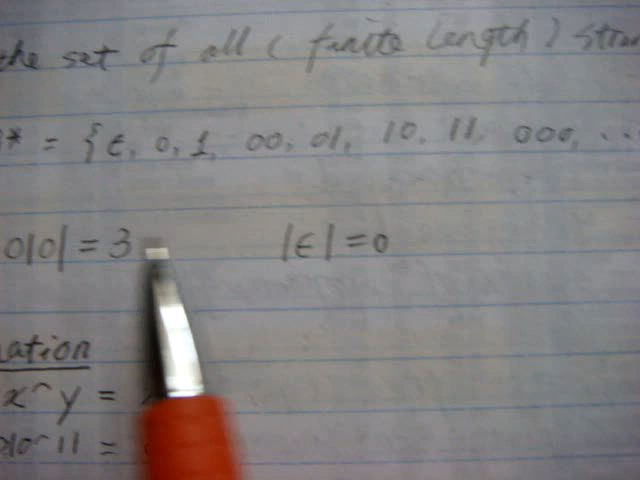 the set of all ( finite length )
* = { ϵ, 0, 1, 00, 01, 10, 11, 000, ..
010| = 3 |ϵ| = 0
ation
x^y =
010^11 =